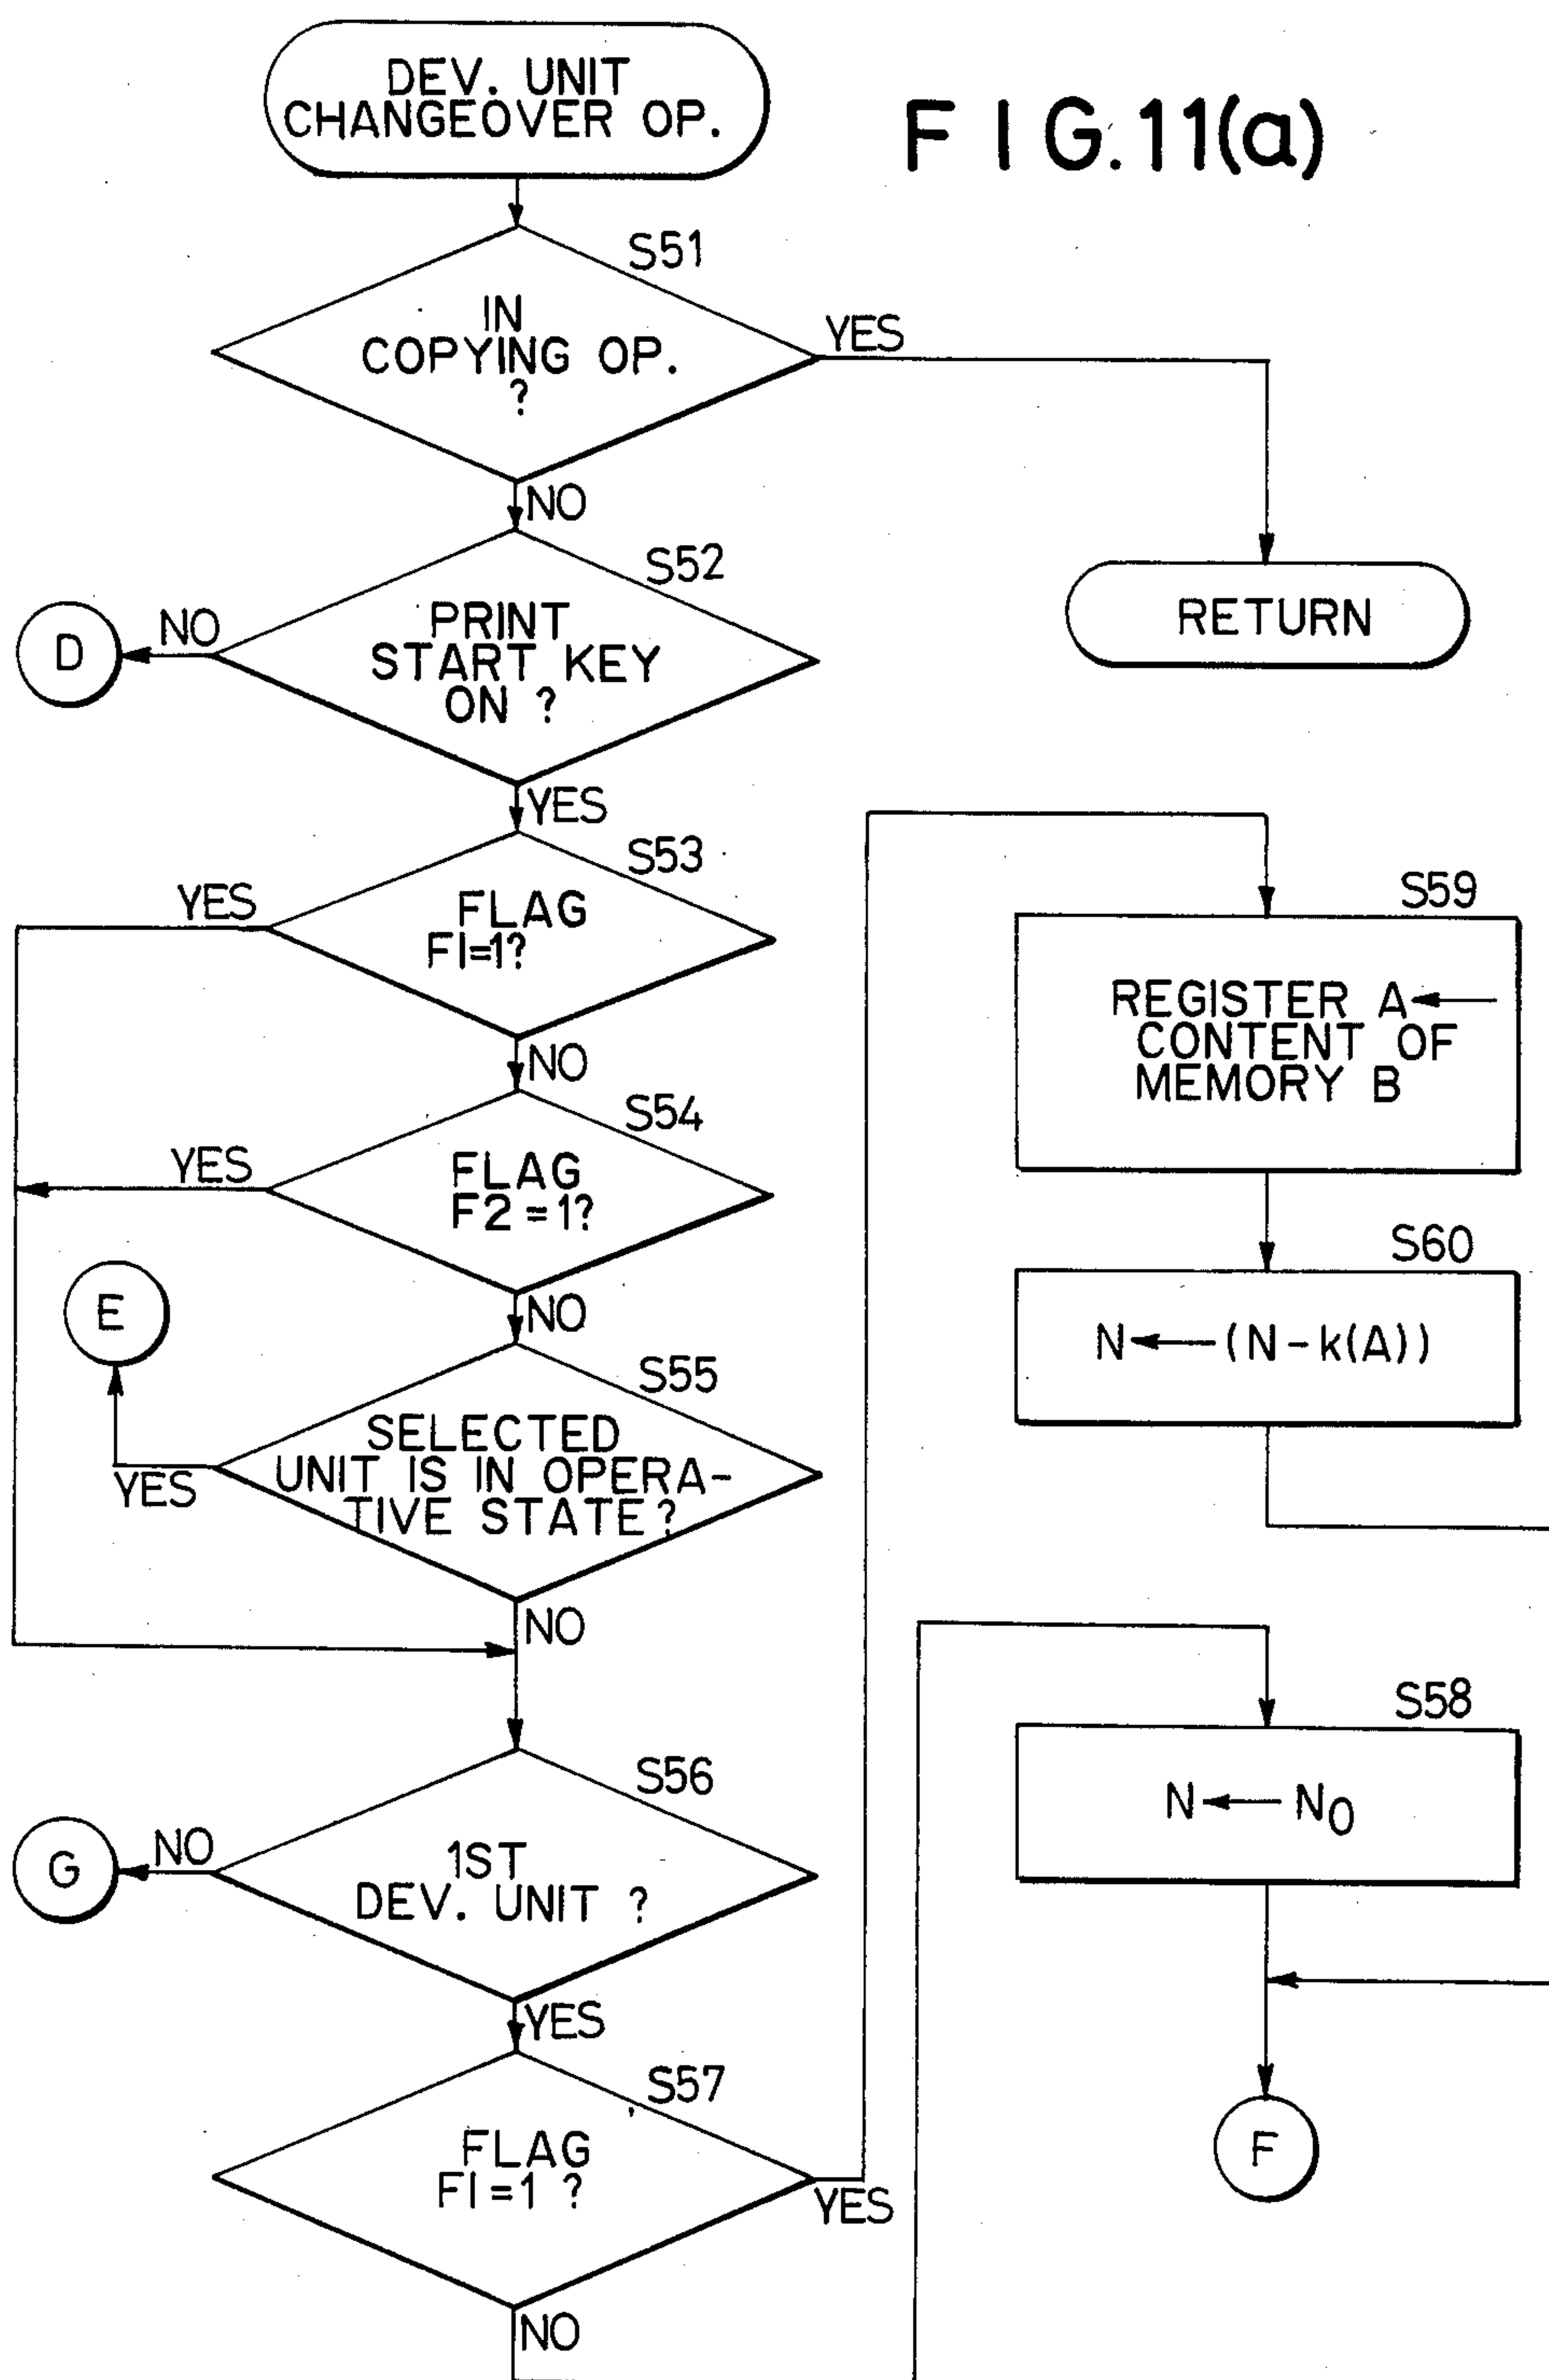 DEV. UNIT
CHANGEOVER OP.
FIG.11(a)
S51
IN
COPYING OP.
?
YES
NO
S52
PRINT
START KEY
ON ?
NO
D
RETURN
YES
S53
FLAG
F1=1?
YES
NO
S54
FLAG
F2=1?
YES
NO
E
S55
SELECTED
UNIT IS IN OPERA-
TIVE STATE?
YES
NO
S56
1ST
DEV. UNIT ?
NO
G
YES
S57
FLAG
F1=1 ?
YES
NO
S59
REGISTER A←
CONTENT OF
MEMORY B
S60
N←(N-k(A))
S58
N←N0
F